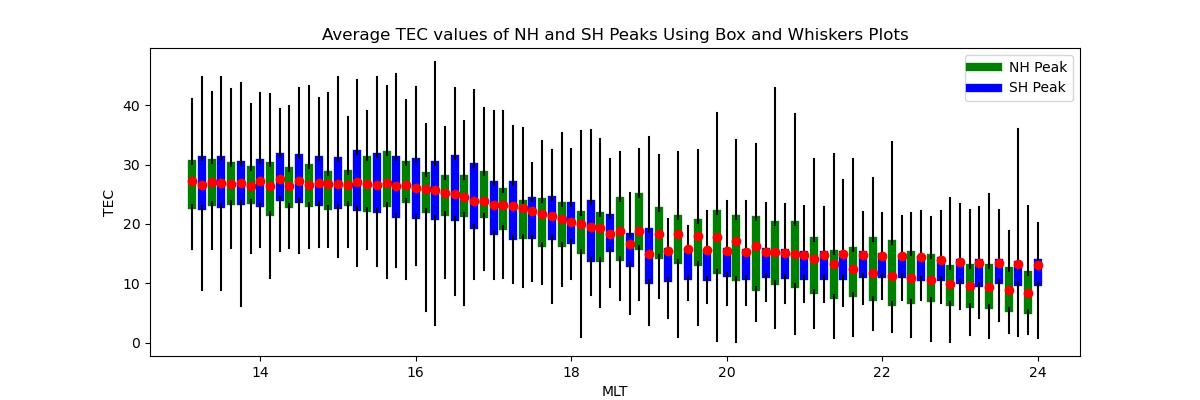 Average TEC values of NH and SH Peaks Using Box and Whiskers Plots
NH Peak
SH Peak
TEC
40
30
20
10
0
14 16 18 20 22 24
MLT